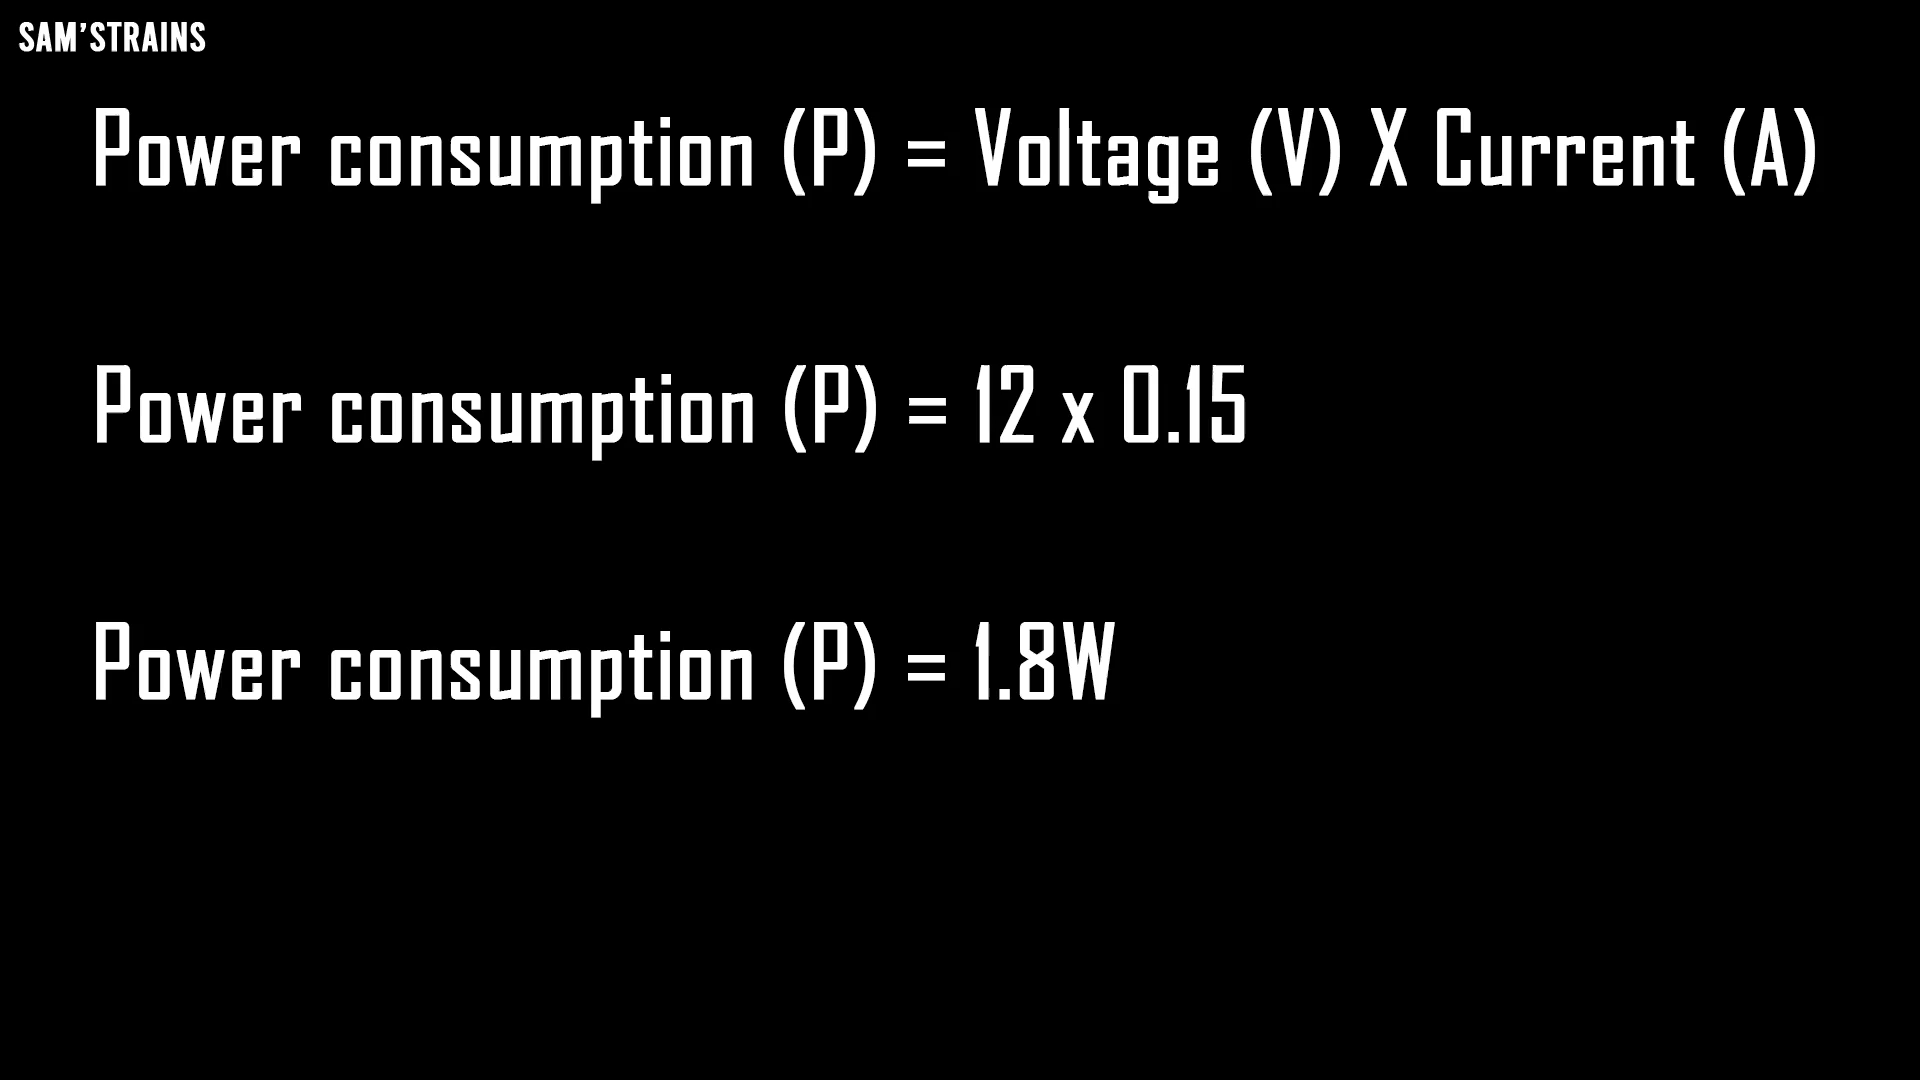 SAM'STRAINS
Power consumption (P) = Voltage (V) X Current (A)
Power consumption (P) = 12 x 0.15
Power consumption (P) = 1.8W